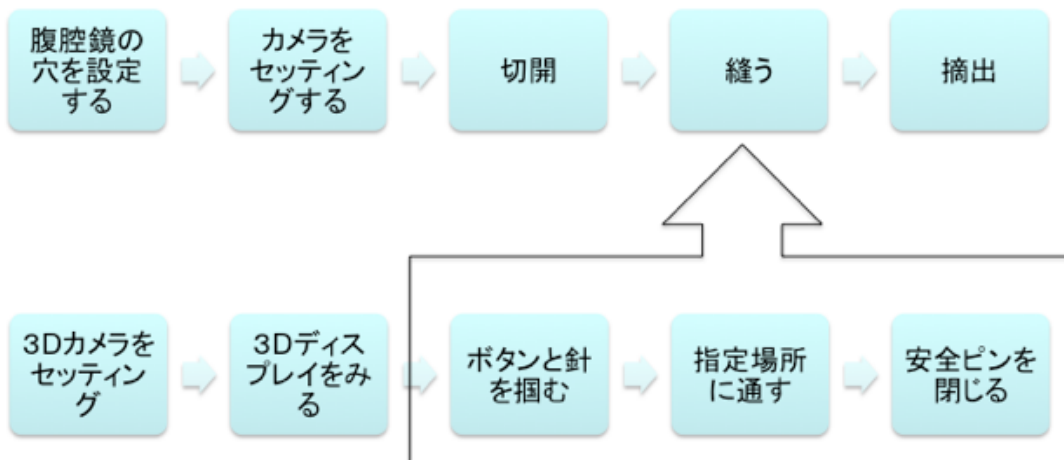 腹腔鏡の
穴を設定
する
カメラを
セッティン
グする
切開
縫う
摘出
3Dカメラを
セッティン
グ
3Dディス
プレイをみ
る
ボタンと針
を掴む
指定場所
に通す
安全ピンを
閉じる